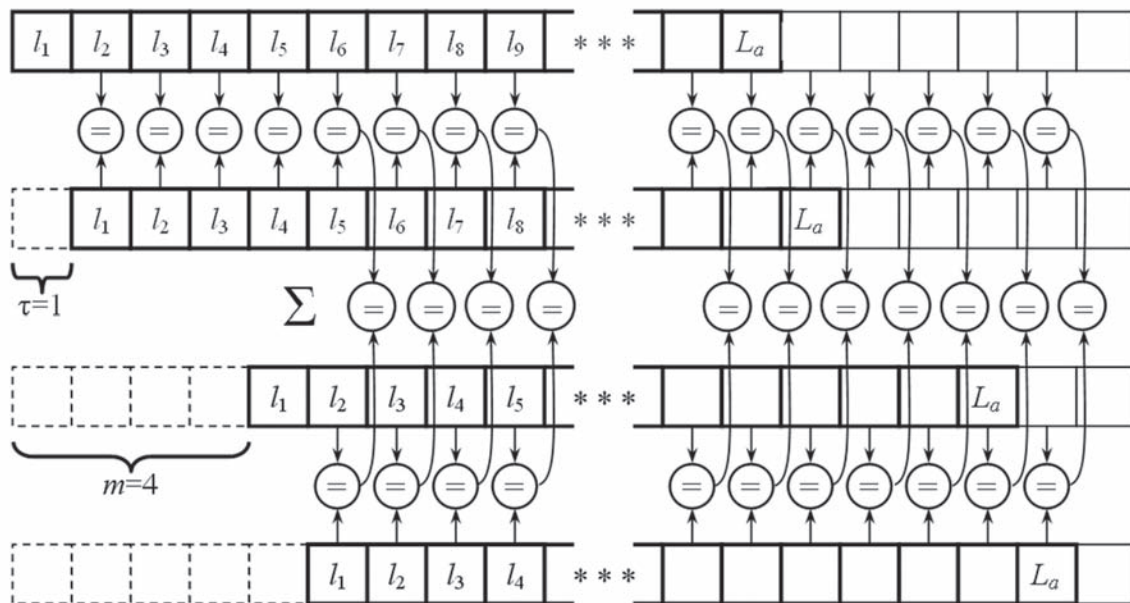 l₁ l₂ l₃ l₄ l₅ l₆ l₇ l₈ l₉ *** Lₐ
= = = = = = = = = = = = = = =
l₁ l₂ l₃ l₄ l₅ l₆ l₇ l₈ *** Lₐ
τ=1
Σ = = = = = = = = = = =
l₁ l₂ l₃ l₄ l₅ *** Lₐ
m=4
= = = = = = = = = = =
l₁ l₂ l₃ l₄ *** Lₐ